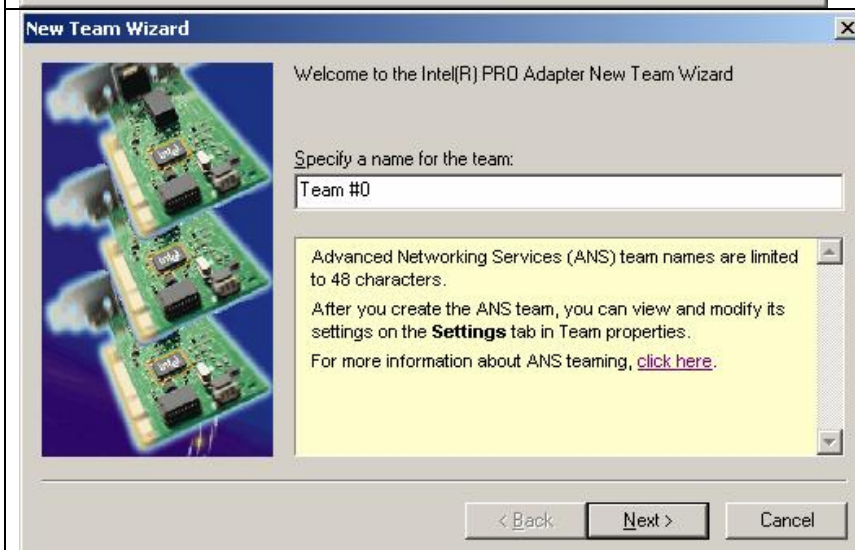 New Team Wizard
Welcome to the Intel(R) PRO Adapter New Team Wizard
Specify a name for the team:
Team #0
Advanced Networking Services (ANS) team names are limited
to 48 characters.
After you create the ANS team, you can view and modify its
settings on the Settings tab in Team properties.
For more information about ANS teaming, click here.
< Back
Next >
Cancel
intel
intel
intel